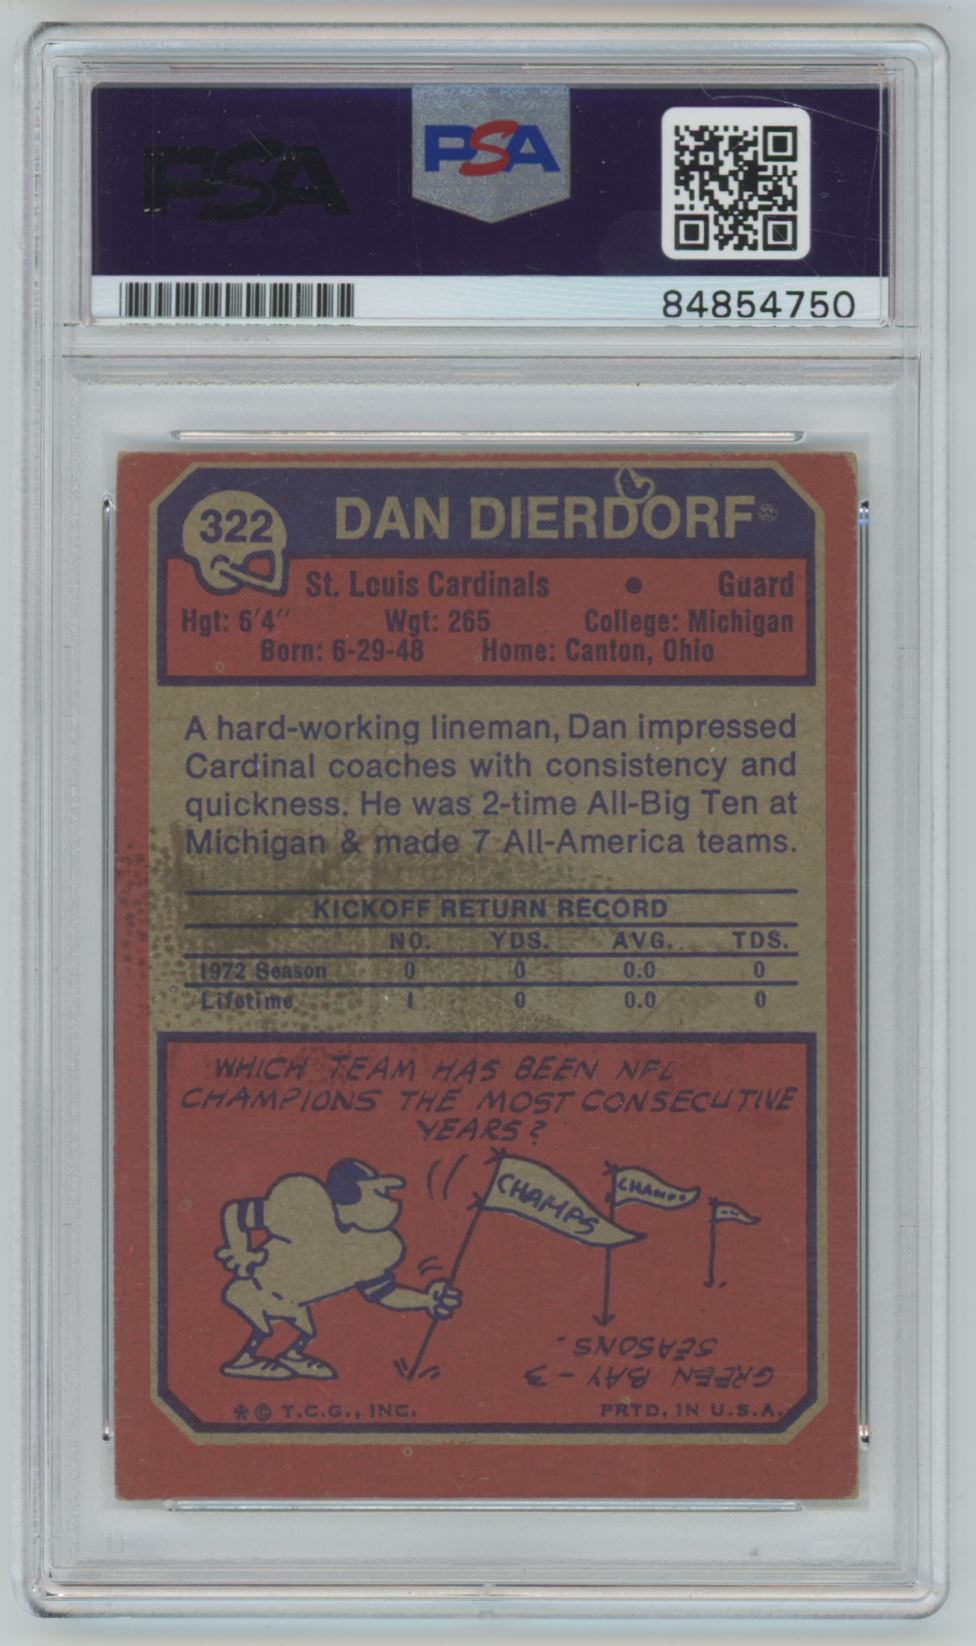 PSA
PSA
84854750
322
DAN DIERDORF
St. Louis Cardinals • Guard
Hgt: 6'4" Wgt: 265 College: Michigan
Born: 6-29-48 Home: Canton, Ohio
A hard-working lineman, Dan impressed
Cardinal coaches with consistency and
quickness. He was 2-time All-Big Ten at
Michigan & made 7 All-America teams.
KICKOFF RETURN RECORD
NO. YDS. AVG. TDS.
1972 Season 0 0 0.0 0
Lifetime 1 0 0.0 0
WHICH TEAM HAS BEEN NFL
CHAMPIONS THE MOST CONSECUTIVE
YEARS?
CHAMPS
CHAMPS
GREEN BAY - 3
SEASONS.
* © T.C.G., INC. PRTD. IN U.S.A.